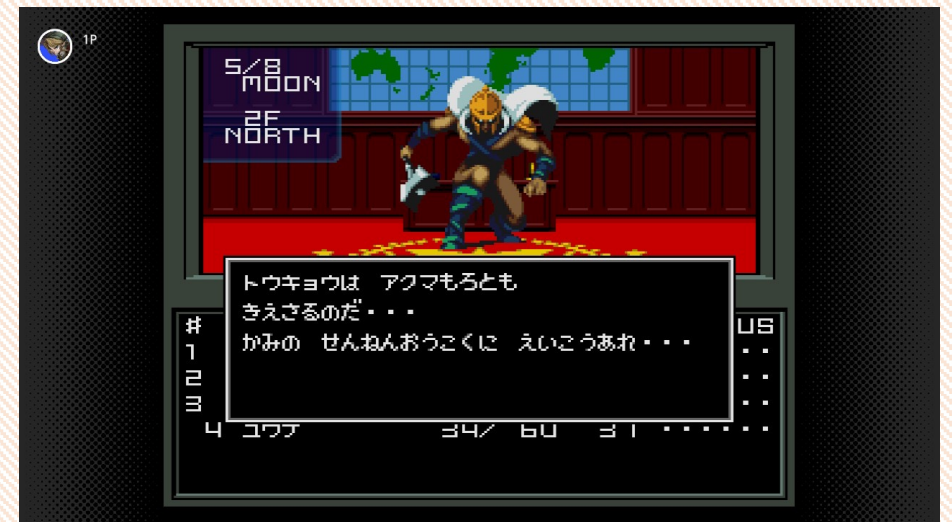 1P
5/8
MOON
2F
NORTH
トウキョウは　アクマもろとも
きえさるのだ・・・
かみの　せんねんおうこくに　えいこうあれ・・・
# US
1 ・・
2 ・・
3 ・・
4 34/ 60 31 ・・・・・・